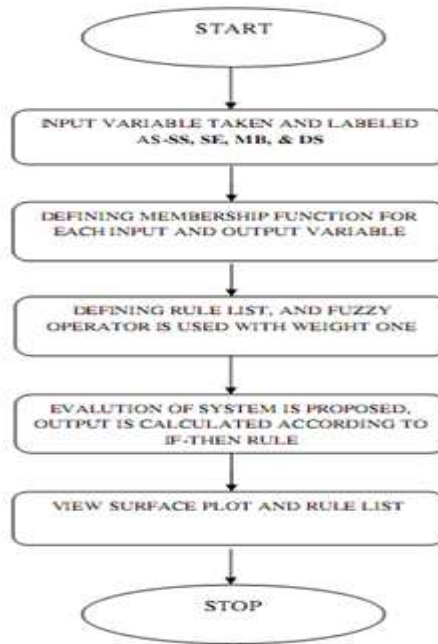 START
INPUT VARIABLE TAKEN AND LABELED
AS-SS, SE, MB, & DS
DEFINING MEMBERSHIP FUNCTION FOR
EACH INPUT AND OUTPUT VARIABLE
DEFINING RULE LIST, AND FUZZY
OPERATOR IS USED WITH WEIGHT ONE
EVALUTION OF SYSTEM IS PROPOSED,
OUTPUT IS CALCULATED ACCORDING TO
IF-THEN RULE
VIEW SURFACE PLOT AND RULE LIST
STOP